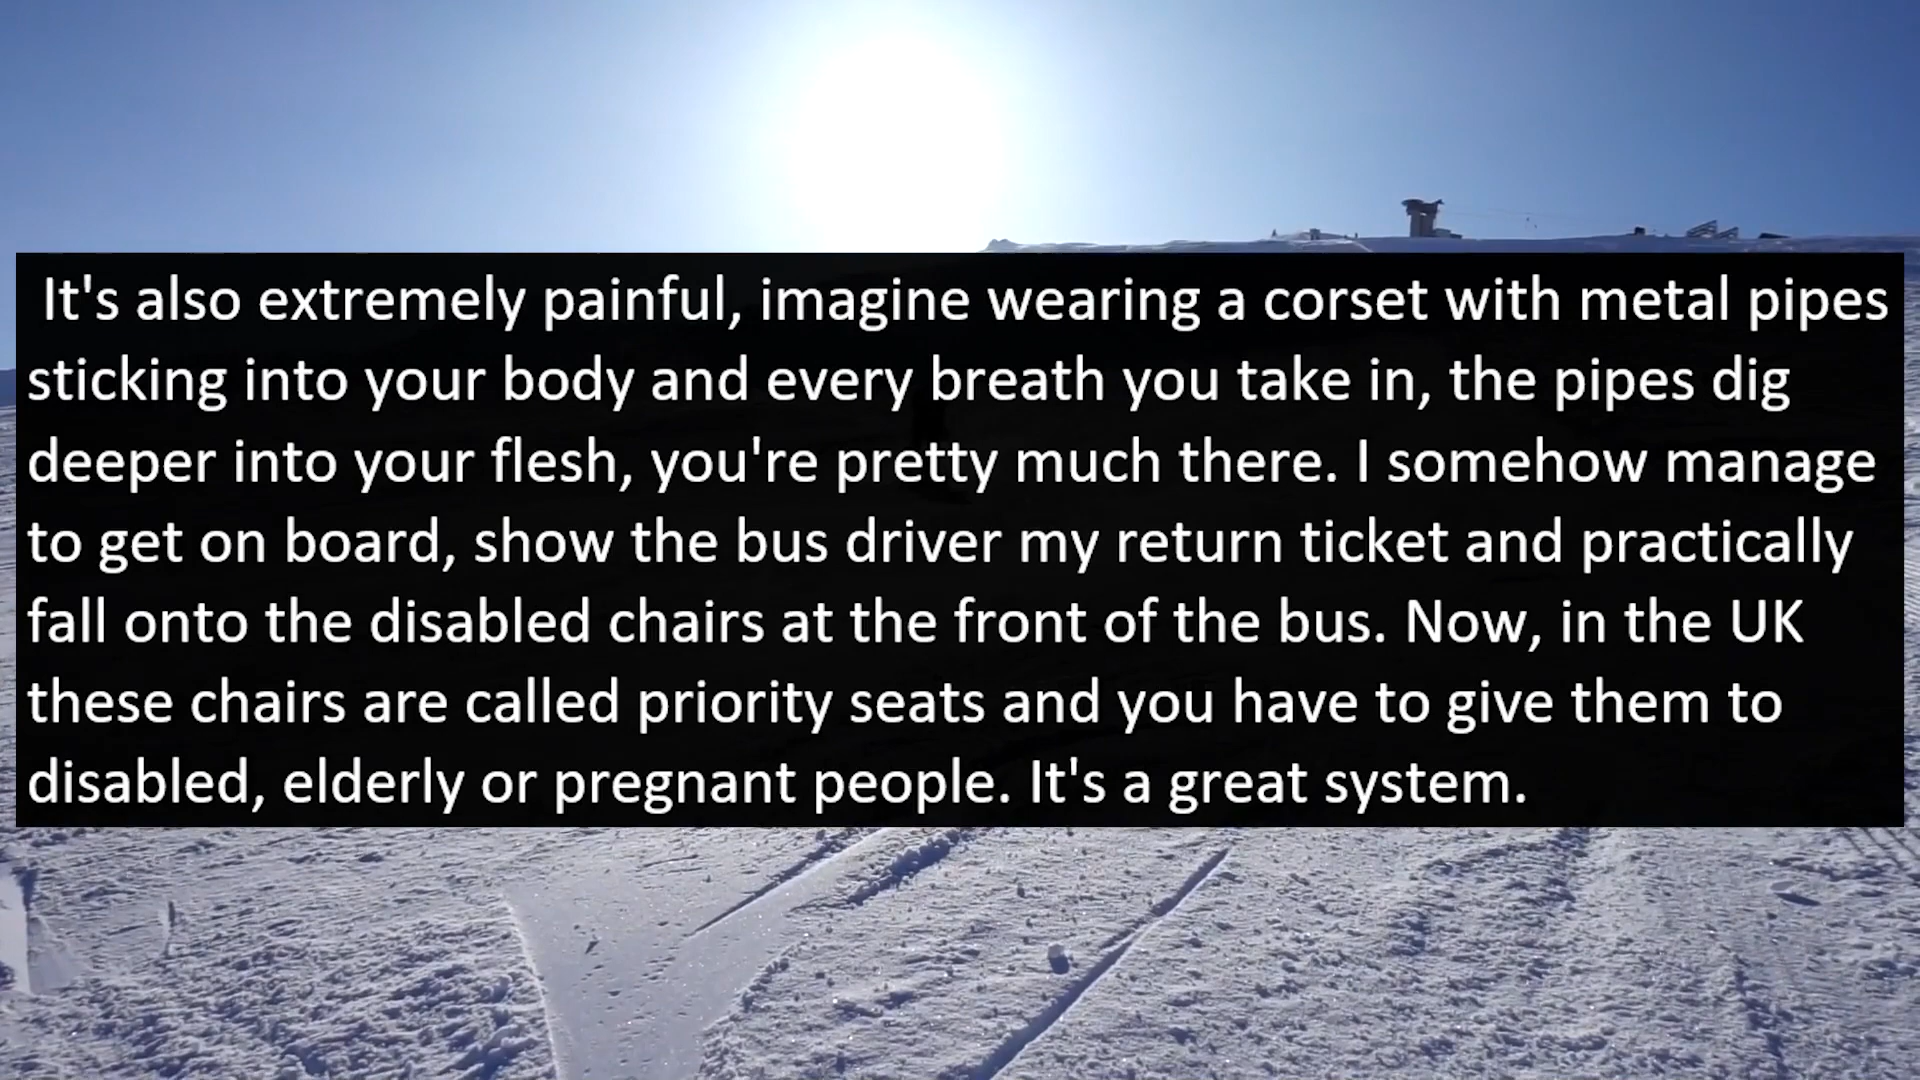 It's also extremely painful, imagine wearing a corset with metal pipes
sticking into your body and every breath you take in, the pipes dig
deeper into your flesh, you're pretty much there. I somehow manage
to get on board, show the bus driver my return ticket and practically
fall onto the disabled chairs at the front of the bus. Now, in the UK
these chairs are called priority seats and you have to give them to
disabled, elderly or pregnant people. It's a great system.